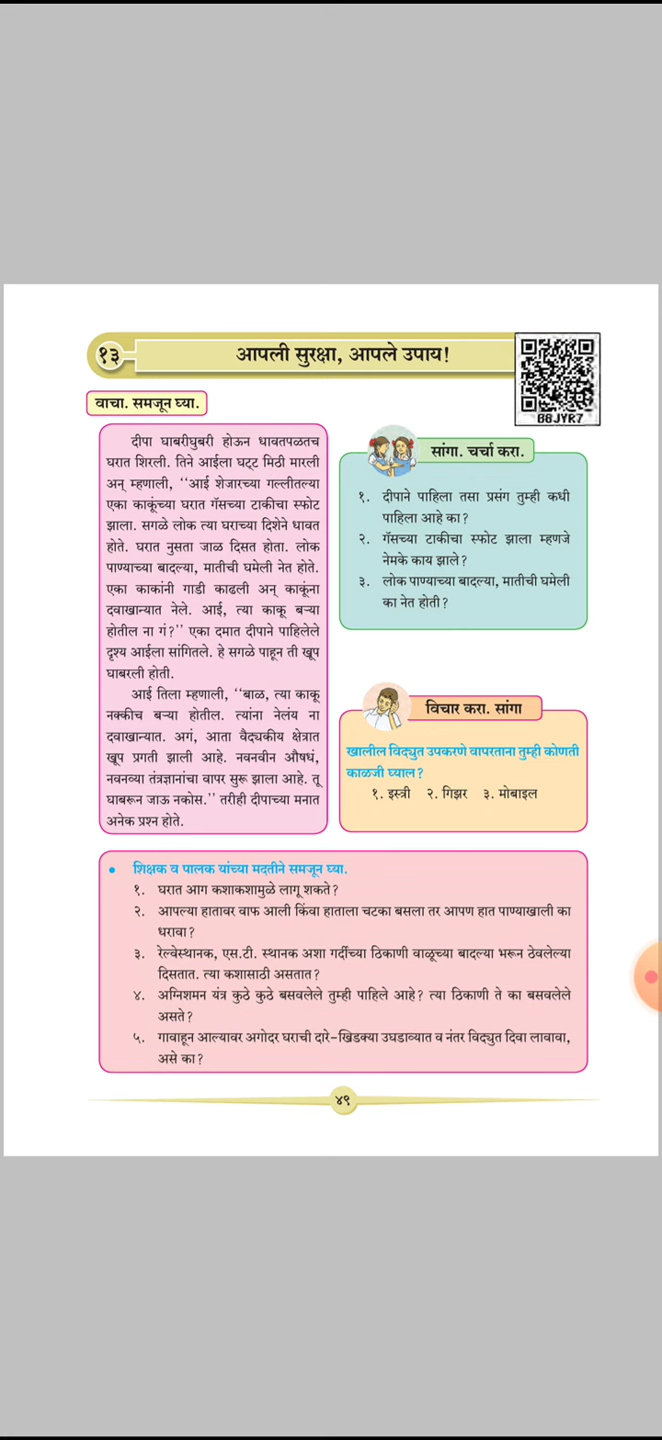 १३
आपली सुरक्षा, आपले उपाय!
BBJYR7
वाचा. समजून घ्या.
दीपा घाबरीघुबरी होऊन धावतपळतच
घरात शिरली. तिने आईला घट्ट मिठी मारली
अन् म्हणाली, ‘‘आई शेजारच्या गल्लीतल्या
एका काकूंच्या घरात गॅसच्या टाकीचा स्फोट
झाला. सगळे लोक त्या घराच्या दिशेने धावत
होते. घरात नुसता जाळ दिसत होता. लोक
पाण्याच्या बादल्या, मातीची घमेली नेत होते.
एका काकांनी गाडी काढली अन् काकूंना
दवाखान्यात नेले. आई, त्या काकू बऱ्या
होतील ना गं?’’ एका दमात दीपाने पाहिलेले
दृश्य आईला सांगितले. हे सगळे पाहून ती खूप
घाबरली होती.
आई तिला म्हणाली, ‘‘बाळ, त्या काकू
नक्कीच बऱ्या होतील. त्यांना नेलंय ना
दवाखान्यात. अगं, आता वैद्यकीय क्षेत्रात
खूप प्रगती झाली आहे. नवनवीन औषधं,
नवनव्या तंत्रज्ञानांचा वापर सुरू झाला आहे. तू
घाबरून जाऊ नकोस.’’ तरीही दीपाच्या मनात
अनेक प्रश्न होते.
सांगा. चर्चा करा.
१. दीपाने पाहिला तसा प्रसंग तुम्ही कधी
पाहिला आहे का?
२. गॅसच्या टाकीचा स्फोट झाला म्हणजे
नेमके काय झाले?
३. लोक पाण्याच्या बादल्या, मातीची घमेली
का नेत होती?
विचार करा. सांगा
खालील विद्युत उपकरणे वापरताना तुम्ही कोणती
काळजी घ्याल?
१. इस्त्री २. गिझर ३. मोबाइल
• शिक्षक व पालक यांच्या मदतीने समजून घ्या.
१. घरात आग कशाकशामुळे लागू शकते?
२. आपल्या हातावर वाफ आली किंवा हाताला चटका बसला तर आपण हात पाण्याखाली का
धरावा?
३. रेल्वेस्थानक, एस.टी. स्थानक अशा गर्दीच्या ठिकाणी वाळूच्या बादल्या भरून ठेवलेल्या
दिसतात. त्या कशासाठी असतात?
४. अग्निशमन यंत्र कुठे कुठे बसवलेले तुम्ही पाहिले आहे? त्या ठिकाणी ते का बसवलेले
असते?
५. गावाहून आल्यावर अगोदर घराची दारे-खिडक्या उघडाव्यात व नंतर विद्युत दिवा लावावा,
असे का?
४९